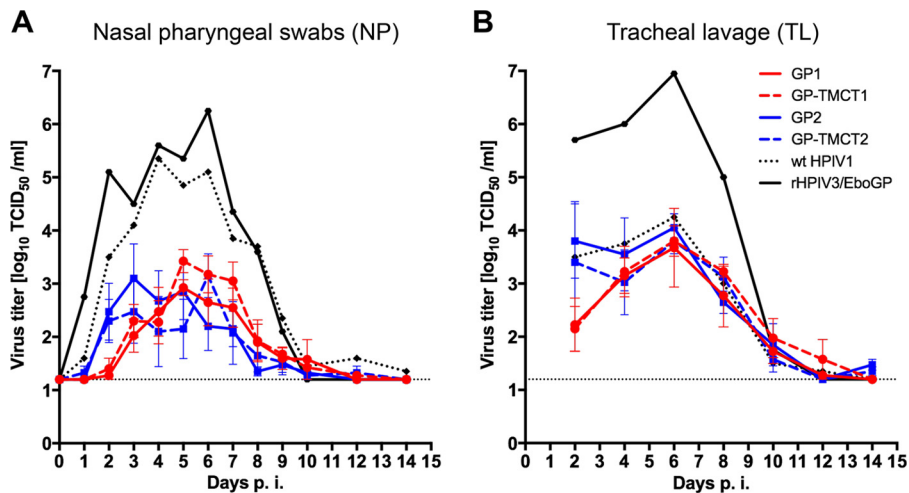 A
Nasal pharyngeal swabs (NP)
Virus titer [log10 TCID50 /ml]
7
6
5
4
3
2
1
0
0 1 2 3 4 5 6 7 8 9 10 11 12 13 14 15
Days p. i.
B
Tracheal lavage (TL)
Virus titer [log10 TCID50 /ml]
7
6
5
4
3
2
1
0
0 1 2 3 4 5 6 7 8 9 10 11 12 13 14 15
Days p. i.
GP1
GP-TMCT1
GP2
GP-TMCT2
wt HPIV1
rHPIV3/EboGP